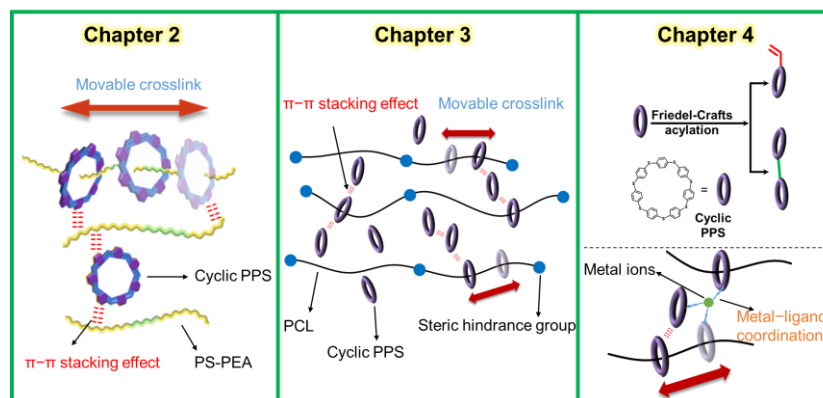 Chapter 2
Movable crosslink
Cyclic PPS
π−π stacking effect
PS-PEA
Chapter 3
π−π stacking effect
Movable crosslink
PCL
Cyclic PPS
Steric hindrance group
Chapter 4
Friedel-Crafts
acylation
=
Cyclic
PPS
Metal ions
Metal−ligand
coordination